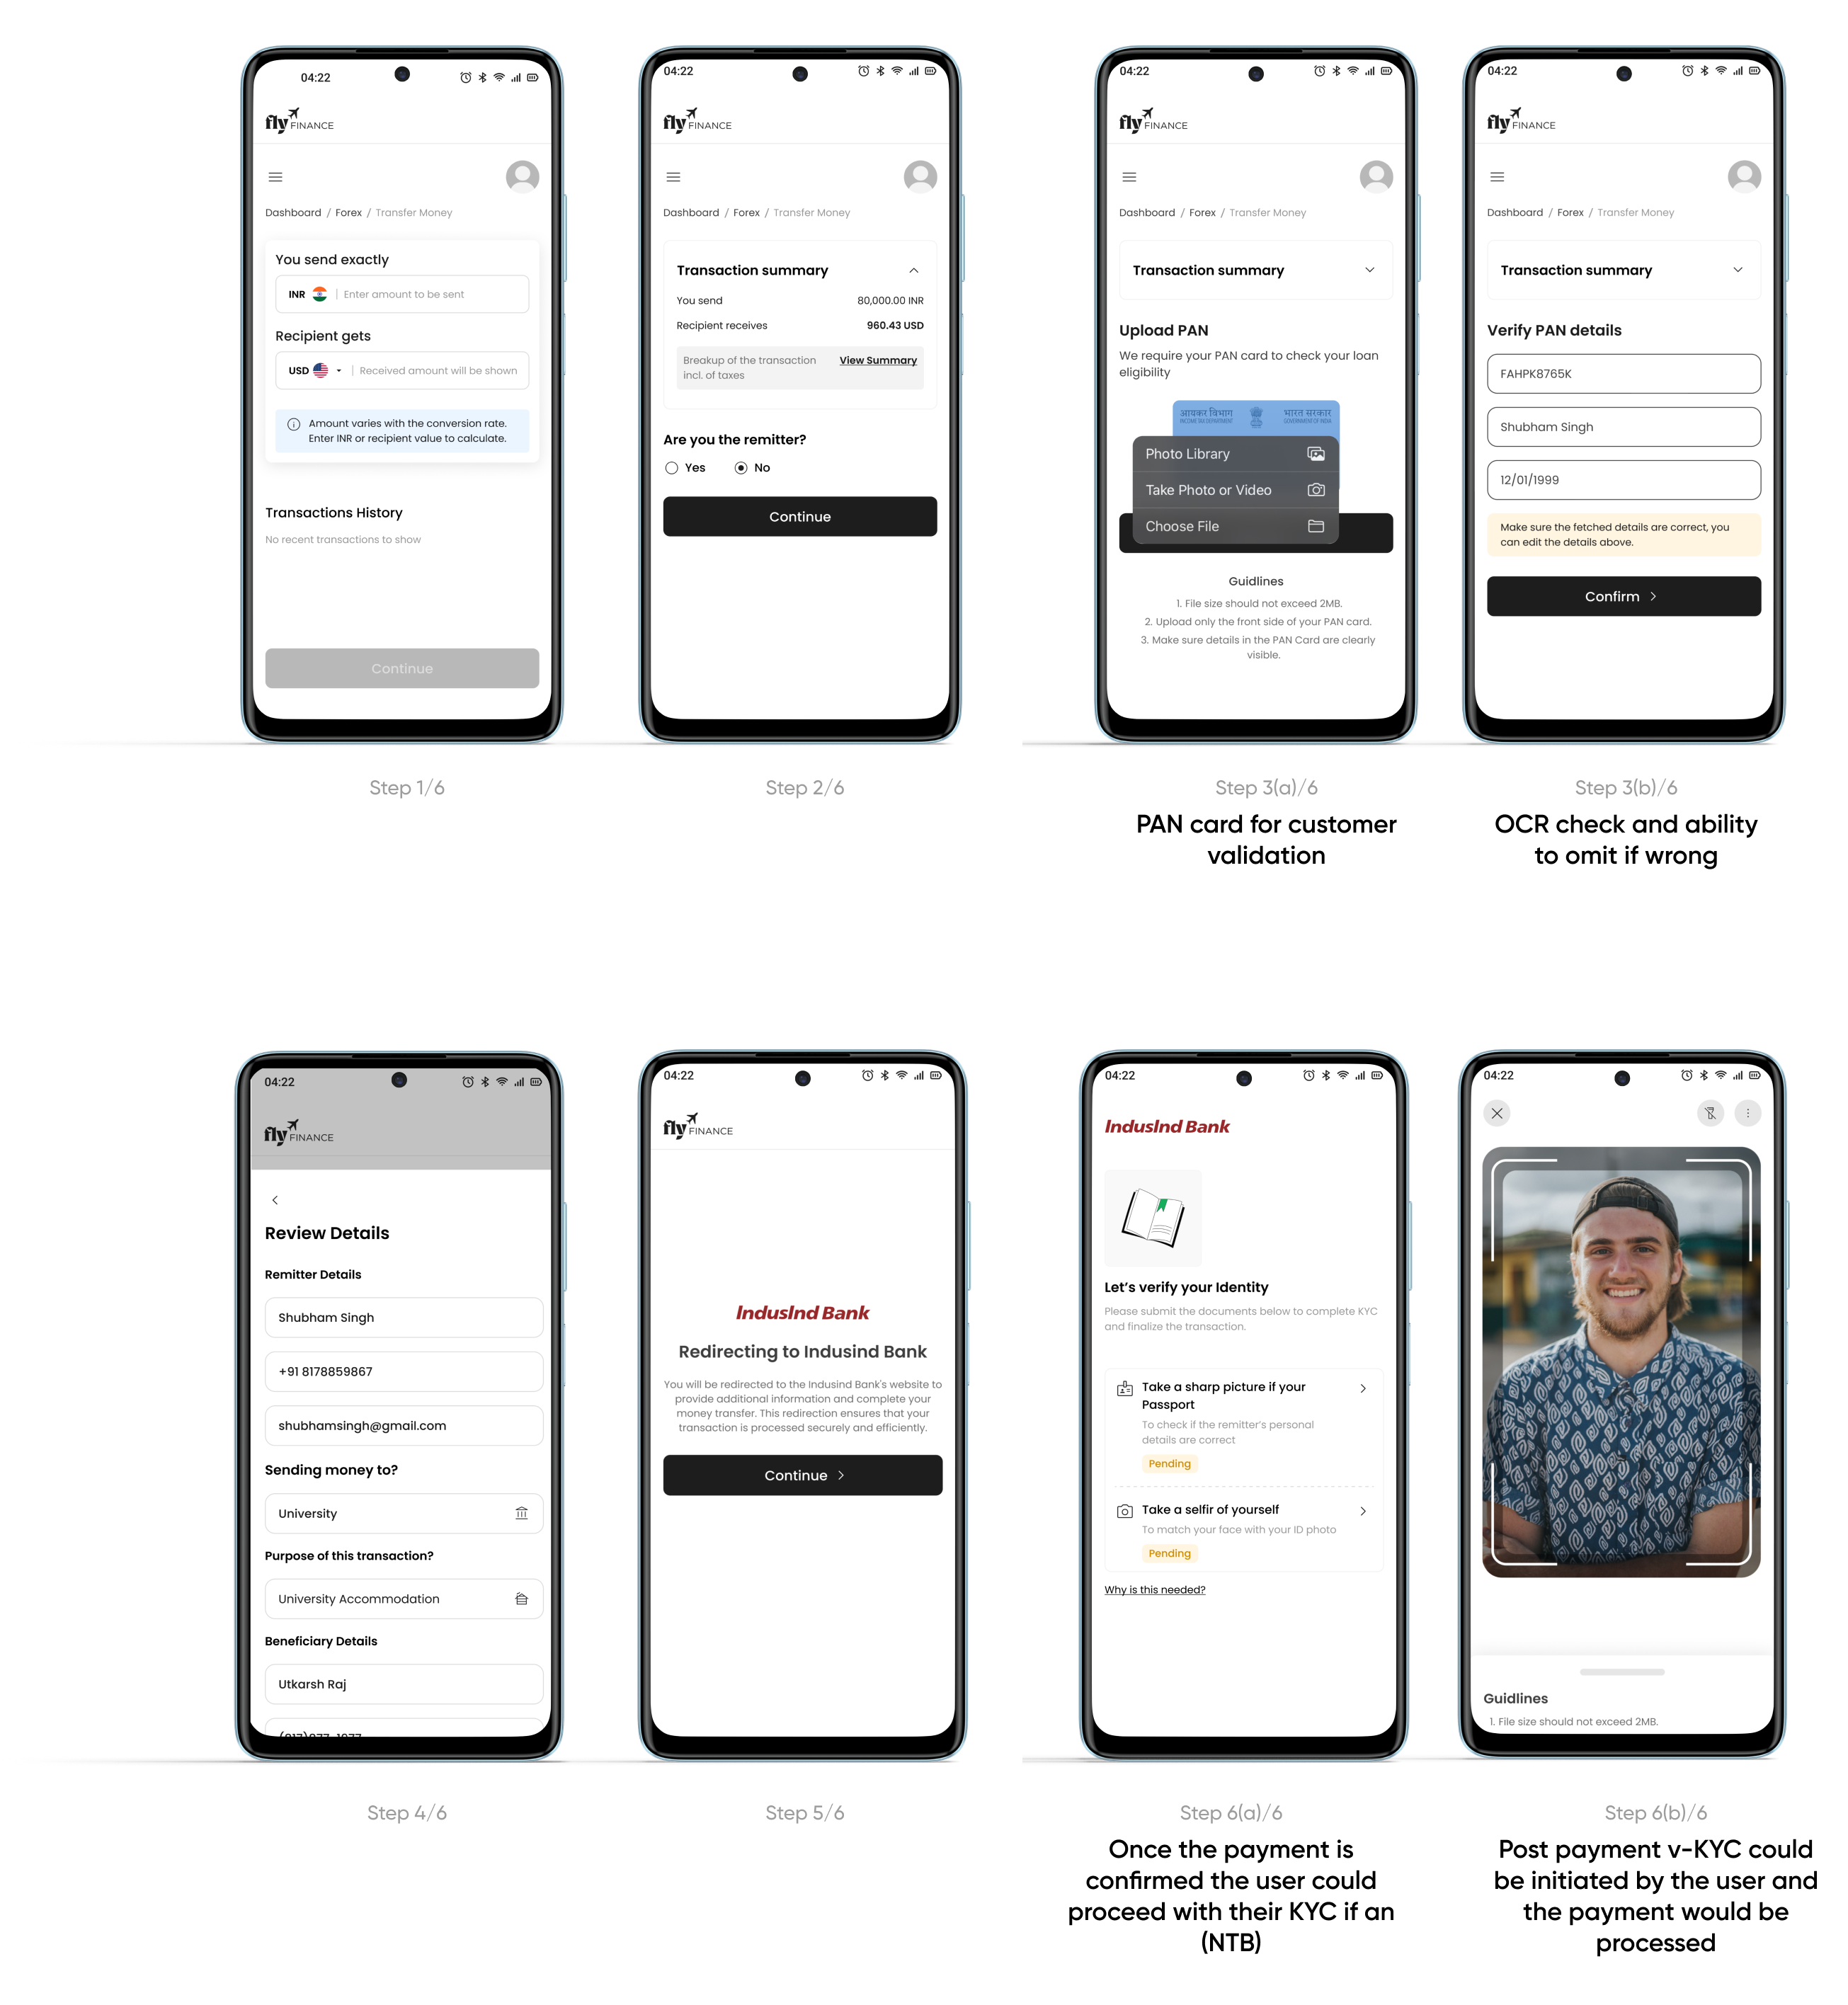 04:22
fly FINANCE
Dashboard / Forex / Transfer Money
You send exactly
INR | Enter amount to be sent
Recipient gets
USD | Received amount will be shown
Amount varies with the conversion rate.
Enter INR or recipient value to calculate.
Transactions History
No recent transactions to show
Continue
Step 1/6
04:22
fly FINANCE
Dashboard / Forex / Transfer Money
Transaction summary
You send 80,000.00 INR
Recipient receives 960.43 USD
Breakup of the transaction View Summary
incl. of taxes
Are you the remitter?
Yes No
Continue
Step 2/6
04:22
fly FINANCE
Dashboard / Forex / Transfer Money
Transaction summary
Upload PAN
We require your PAN card to check your loan
eligibility
आयकर विभाग भारत सरकार
INCOME TAX DEPARTMENT GOVERNMENT OF INDIA
Photo Library
Take Photo or Video
Choose File
Guidlines
1. File size should not exceed 2MB.
2. Upload only the front side of your PAN card.
3. Make sure details in the PAN Card are clearly
visible.
Step 3(a)/6
PAN card for customer
validation
04:22
fly FINANCE
Dashboard / Forex / Transfer Money
Transaction summary
Verify PAN details
FAHPK8765K
Shubham Singh
12/01/1999
Make sure the fetched details are correct, you
can edit the details above.
Confirm
Step 3(b)/6
OCR check and ability
to omit if wrong
04:22
fly FINANCE
Review Details
Remitter Details
Shubham Singh
+91 8178859867
shubhamsingh@gmail.com
Sending money to?
University
Purpose of this transaction?
University Accommodation
Beneficiary Details
Utkarsh Raj
Step 4/6
04:22
fly FINANCE
IndusInd Bank
Redirecting to Indusind Bank
You will be redirected to the Indusind Bank's website to
provide additional information and complete your
money transfer. This redirection ensures that your
transaction is processed securely and efficiently.
Continue
Step 5/6
04:22
IndusInd Bank
Let's verify your Identity
Please submit the documents below to complete KYC
and finalize the transaction.
Take a sharp picture if your
Passport
To check if the remitter's personal
details are correct
Pending
Take a selfir of yourself
To match your face with your ID photo
Pending
Why is this needed?
Step 6(a)/6
Once the payment is
confirmed the user could
proceed with their KYC if an
(NTB)
04:22
Guidlines
1. File size should not exceed 2MB.
Step 6(b)/6
Post payment v-KYC could
be initiated by the user and
the payment would be
processed